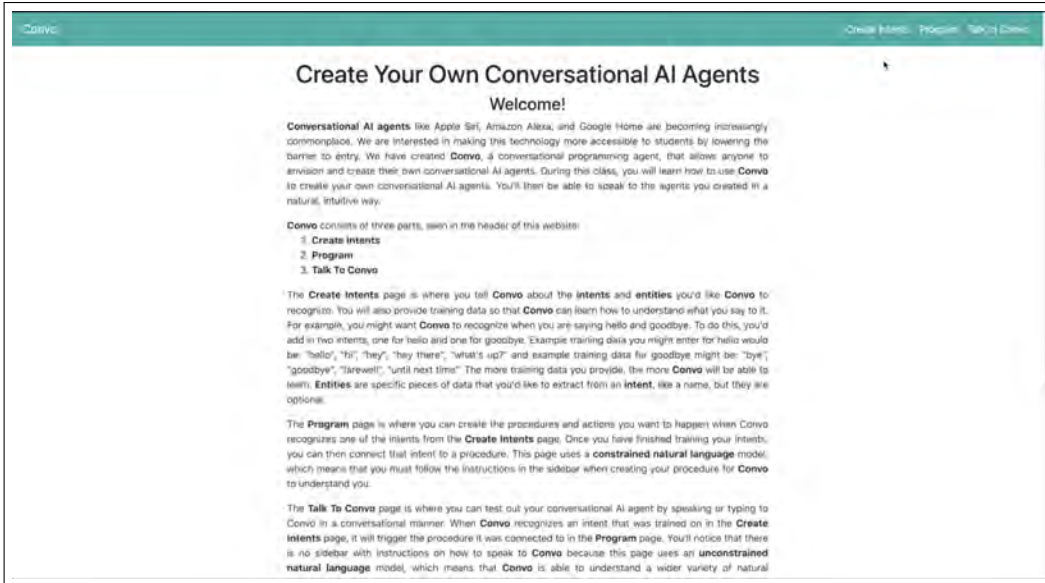 Convo
Create Intents Program Talk to Convo
Create Your Own Conversational AI Agents
Welcome!
Conversational AI agents like Apple Siri, Amazon Alexa, and Google Home are becoming increasingly
commonplace. We are interested in making this technology more accessible to students by lowering the
barrier to entry. We have created Convo, a conversational programming agent, that allows anyone to
envision and create their own conversational AI agents. During this class, you will learn how to use Convo
to create your own conversational AI agents. You'll then be able to speak to the agents you created in a
natural, intuitive way.
Convo consists of three parts, seen in the header of this website:
1. Create intents
2. Program
3. Talk To Convo
The Create Intents page is where you tell Convo about the intents and entities you'd like Convo to
recognize. You will also provide training data so that Convo can learn how to understand what you say to it.
For example, you might want Convo to recognize when you are saying hello and goodbye. To do this, you'd
add in two intents, one for hello and one for goodbye. Example training data you might enter for hello would
be: "hello", "hi", "hey", "hey there", "what's up?" and example training data for goodbye might be: "bye",
"goodbye", "farewell", "until next time". The more training data you provide, the more Convo will be able to
learn. Entities are specific pieces of data that you'd like to extract from an intent, like a name, but they are
optional.
The Program page is where you can create the procedures and actions you want to happen when Convo
recognizes one of the intents from the Create Intents page. Once you have finished training your intents,
you can then connect that intent to a procedure. This page uses a constrained natural language model,
which means that you must follow the instructions in the sidebar when creating your procedure for Convo
to understand you.
The Talk To Convo page is where you can test out your conversational AI agent by speaking or typing to
Convo in a conversational manner. When Convo recognizes an intent that was trained on in the Create
Intents page, it will trigger the procedure it was connected to in the Program page. You'll notice that there
is no sidebar with instructions on how to speak to Convo because this page uses an unconstrained
natural language model, which means that Convo is able to understand a wider variety of natural